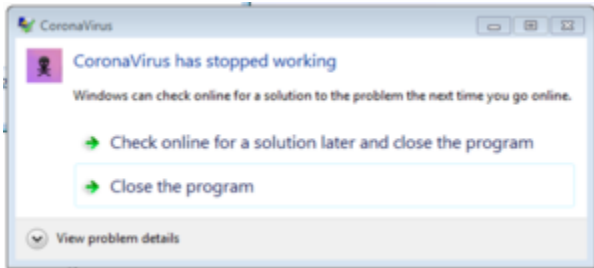 CoronaVirus
CoronaVirus has stopped working
Windows can check online for a solution to the problem the next time you go online.
Check online for a solution later and close the program
Close the program
View problem details